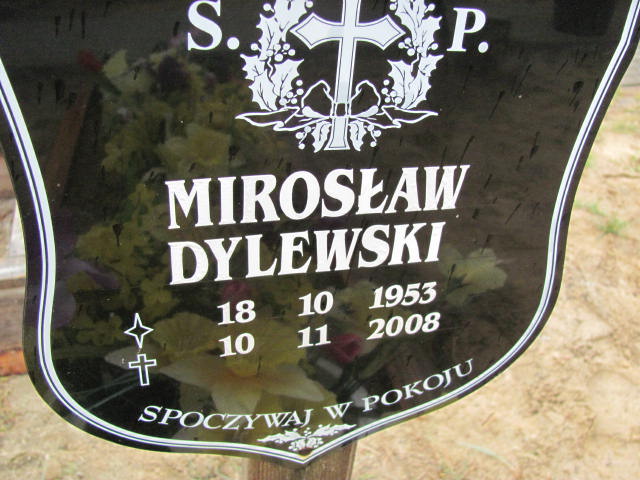 S. P.
MIROSŁAW
DYLEWSKI
18 10 1953
10 11 2008
SPOCZYWAJ W POKOJU